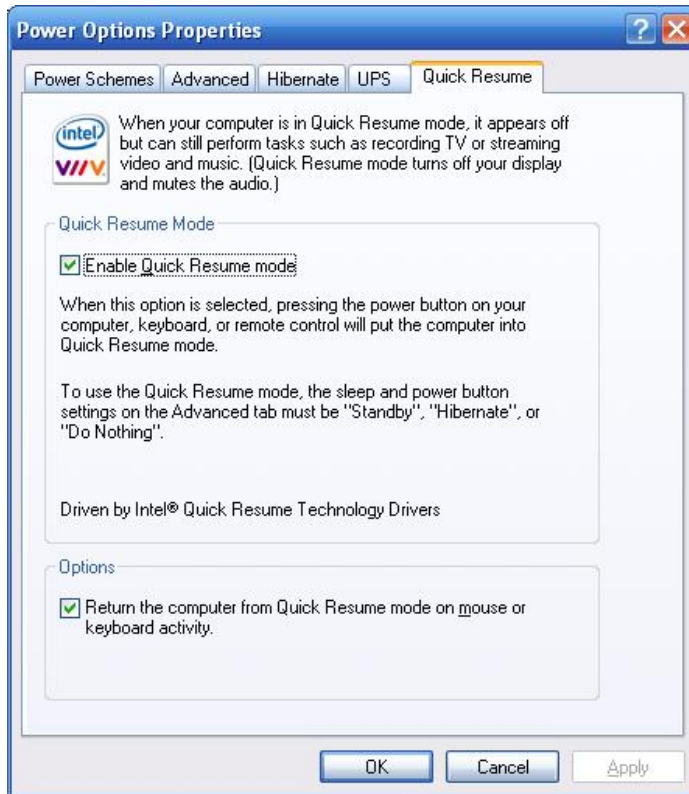 Power Options Properties
Power Schemes Advanced Hibernate UPS Quick Resume
intel
VIIV
When your computer is in Quick Resume mode, it appears off
but can still perform tasks such as recording TV or streaming
video and music. (Quick Resume mode turns off your display
and mutes the audio.)
Quick Resume Mode
Enable Quick Resume mode
When this option is selected, pressing the power button on your
computer, keyboard, or remote control will put the computer into
Quick Resume mode.
To use the Quick Resume mode, the sleep and power button
settings on the Advanced tab must be "Standby", "Hibernate", or
"Do Nothing".
Driven by Intel® Quick Resume Technology Drivers
Options
Return the computer from Quick Resume mode on mouse or
keyboard activity.
OK Cancel Apply